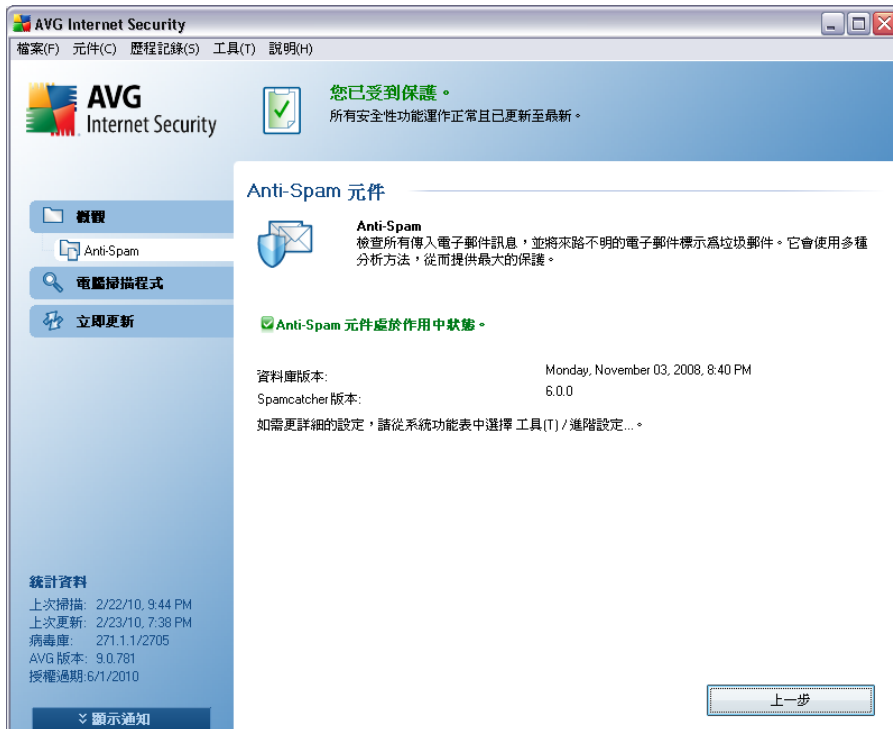 AVG Internet Security
檔案(F) 元件(C) 歷程記錄(S) 工具(T) 說明(H)
AVG
Internet Security
您已受到保護。
所有安全性功能運作正常且已更新至最新。
概觀
Anti-Spam
電腦掃描程式
立即更新
Anti-Spam 元件
Anti-Spam
檢查所有傳入電子郵件訊息，並將來路不明的電子郵件標示為垃圾郵件。它會使用多種
分析方法，從而提供最大的保護。
Anti-Spam 元件處於作用中狀態。
資料庫版本: Monday, November 03, 2008, 8:40 PM
Spamcatcher 版本: 6.0.0
如需更詳細的設定，請從系統功能表中選擇 工具(T) / 進階設定...。
統計資料
上次掃描: 2/22/10, 9:44 PM
上次更新: 2/23/10, 7:38 PM
病毒庫: 271.1.1/2705
AVG 版本: 9.0.781
授權過期:6/1/2010
顯示通知
上一步